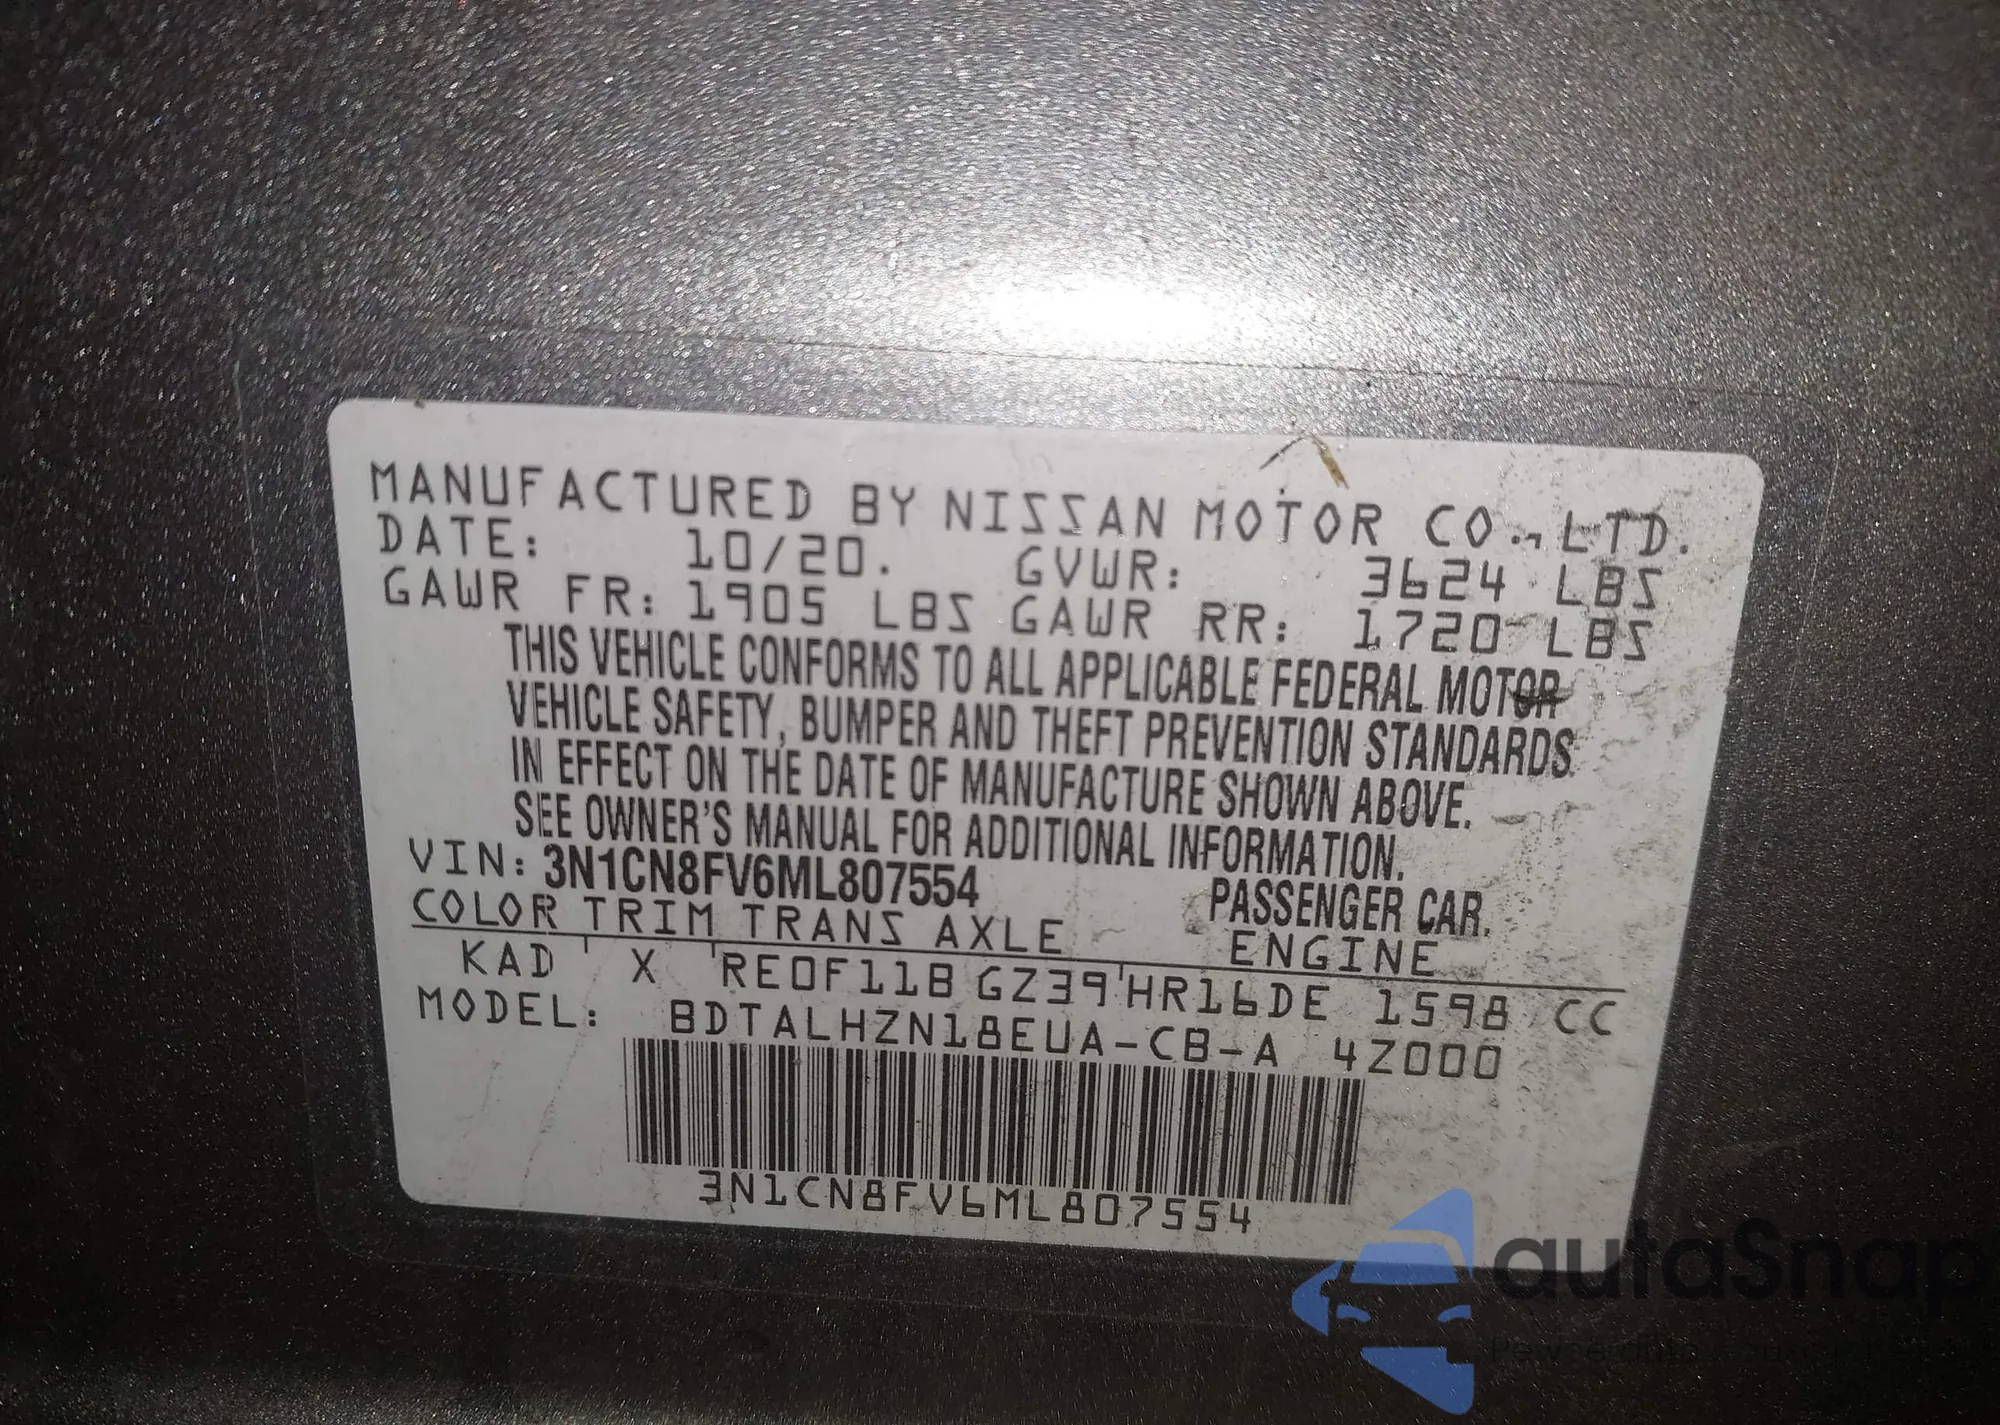 MANUFACTURED BY NISSAN MOTOR CO., LTD.
DATE: 10/20. GVWR: 3624 LBS
GAWR FR: 1905 LBS GAWR RR: 1720 LBS
THIS VEHICLE CONFORMS TO ALL APPLICABLE FEDERAL MOTOR
VEHICLE SAFETY, BUMPER AND THEFT PREVENTION STANDARDS
IN EFFECT ON THE DATE OF MANUFACTURE SHOWN ABOVE.
SEE OWNER'S MANUAL FOR ADDITIONAL INFORMATION.
VIN: 3N1CN8FV6ML807554 PASSENGER CAR.
COLOR TRIM TRANS AXLE ENGINE
KAD X RE0F11B GZ39 HR16DE 1598 CC
MODEL: BDTALHZN18EUA-CB-A 4Z000
3N1CN8FV6ML807554
autaSnap